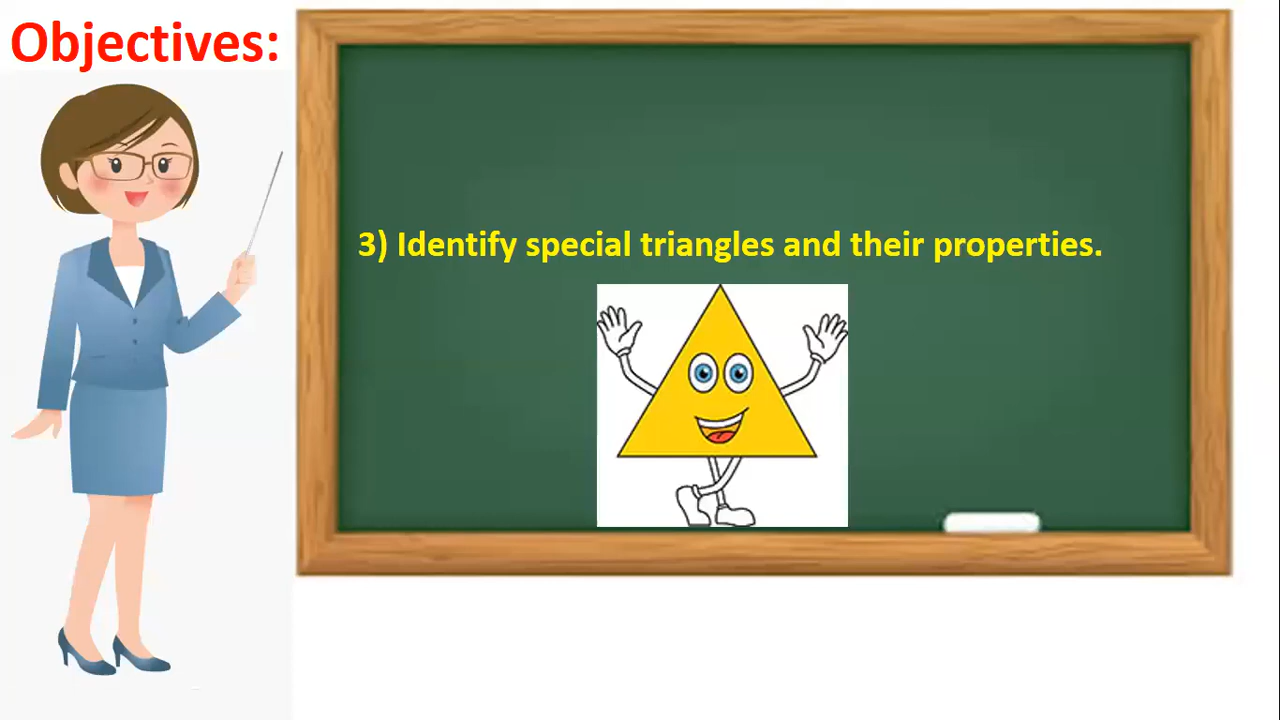 Objectives:
3) Identify special triangles and their properties.